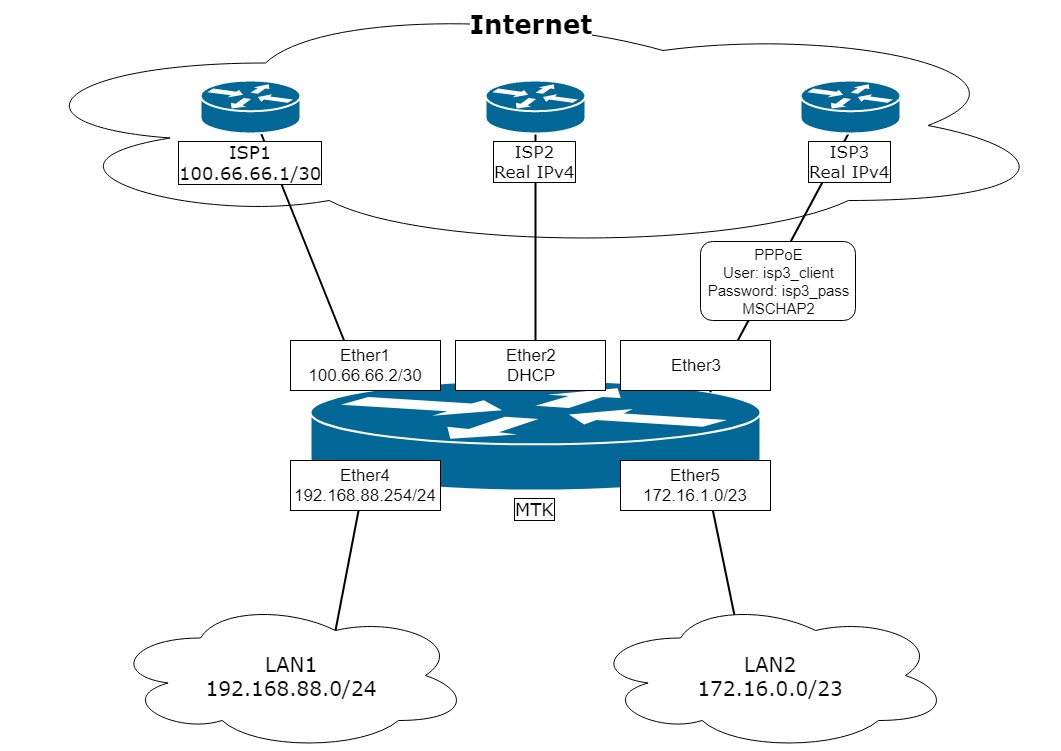 Internet
ISP1
100.66.66.1/30
ISP2
Real IPv4
ISP3
Real IPv4
PPPoE
User: isp3_client
Password: isp3_pass
MSCHAP2
Ether1
100.66.66.2/30
Ether2
DHCP
Ether3
Ether4
192.168.88.254/24
Ether5
172.16.1.0/23
MTK
LAN1
192.168.88.0/24
LAN2
172.16.0.0/23